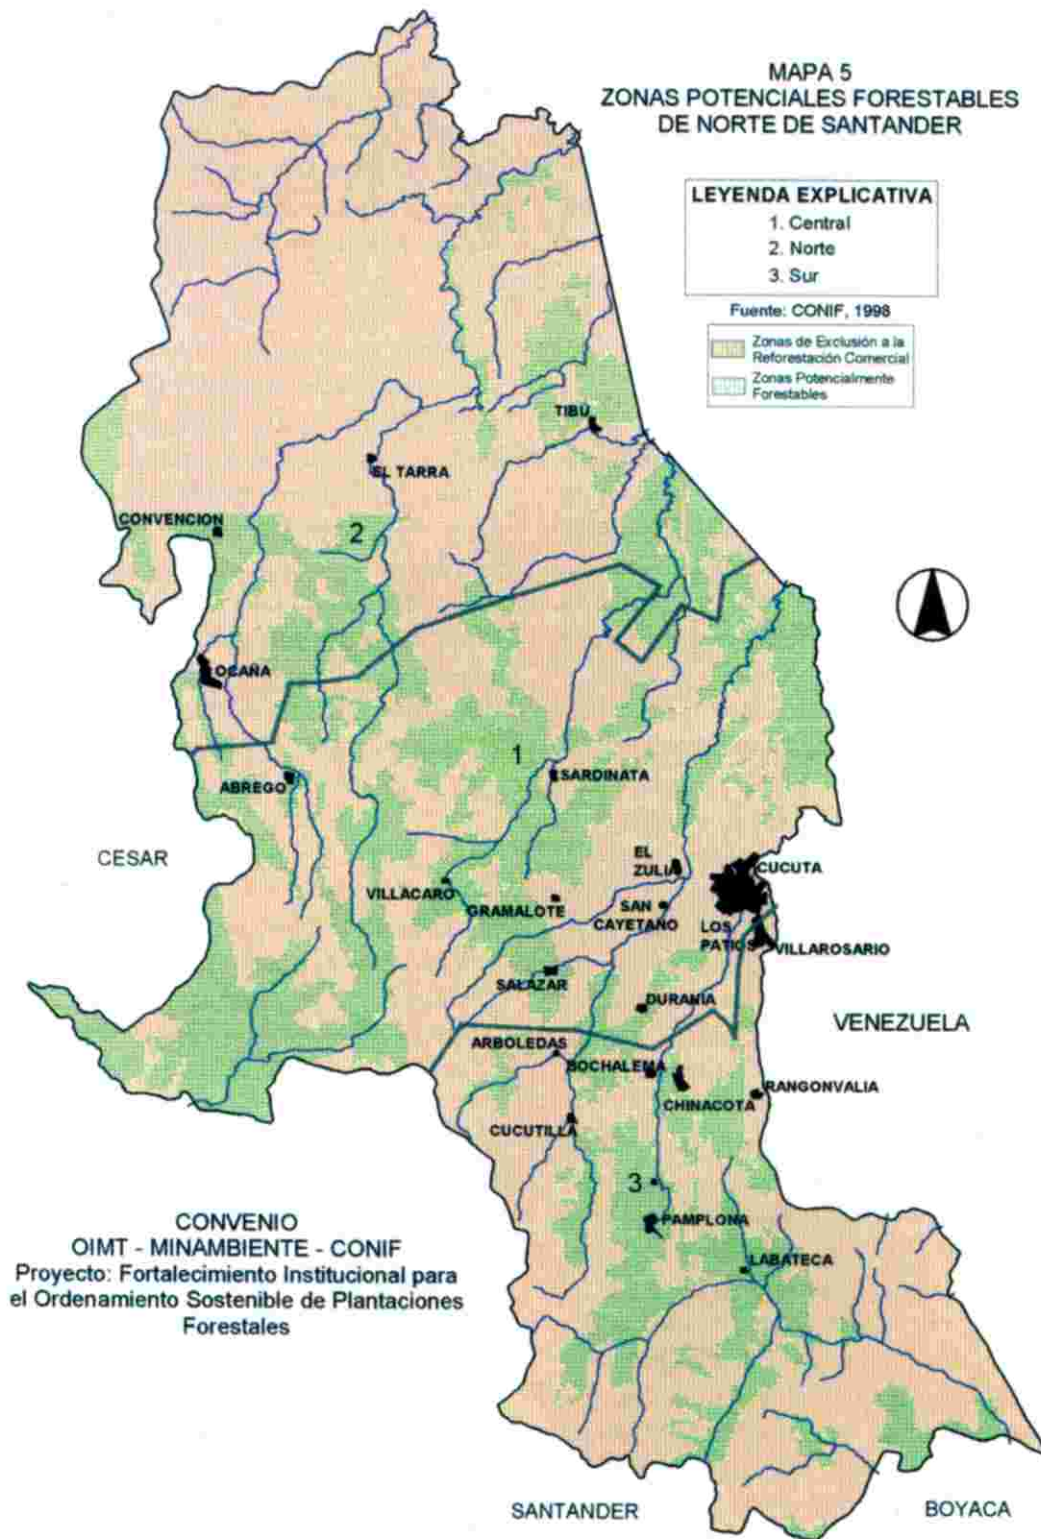 MAPA 5
ZONAS POTENCIALES FORESTABLES
DE NORTE DE SANTANDER
LEYENDA EXPLICATIVA
1. Central
2. Norte
3. Sur
Fuente: CONIF, 1998
Zonas de Exclusión a la
Reforestación Comercial
Zonas Potencialmente
Forestables
TIBÚ
EL TARRA
CONVENCION
2
OCAÑA
1
SARDINATA
ABREGO
CESAR
EL
ZULIA
CUCUTA
VILLACARO
GRAMALOTE
SAN
CAYETANO
LOS
PATIOS
VILLAROSARIO
SALAZAR
DURANIA
VENEZUELA
ARBOLEDAS
BOCHALEMA
CHINACOTA
RANGONVALIA
CUCUTILLA
3
PAMPLONA
LABATECA
CONVENIO
OIMT - MINAMBIENTE - CONIF
Proyecto: Fortalecimiento Institucional para
el Ordenamiento Sostenible de Plantaciones
Forestales
SANTANDER
BOYACA